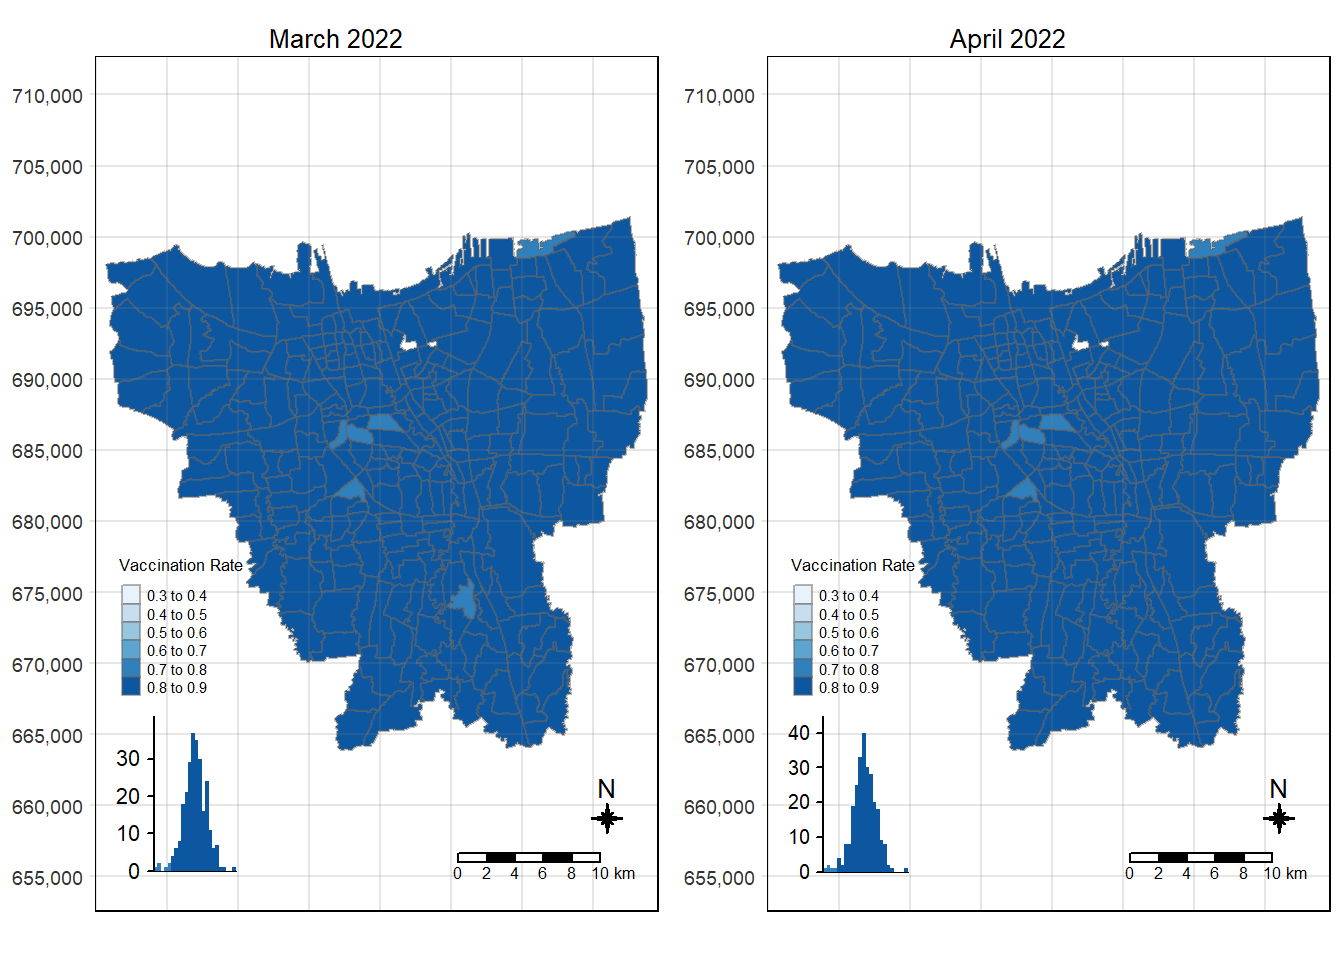 March 2022
710,000
705,000
700,000
695,000
690,000
685,000
680,000
675,000
670,000
665,000
660,000
655,000
Vaccination Rate
0.3 to 0.4
0.4 to 0.5
0.5 to 0.6
0.6 to 0.7
0.7 to 0.8
0.8 to 0.9
30
20
10
0
N
0 2 4 6 8 10 km
April 2022
710,000
705,000
700,000
695,000
690,000
685,000
680,000
675,000
670,000
665,000
660,000
655,000
Vaccination Rate
0.3 to 0.4
0.4 to 0.5
0.5 to 0.6
0.6 to 0.7
0.7 to 0.8
0.8 to 0.9
40
30
20
10
0
N
0 2 4 6 8 10 km